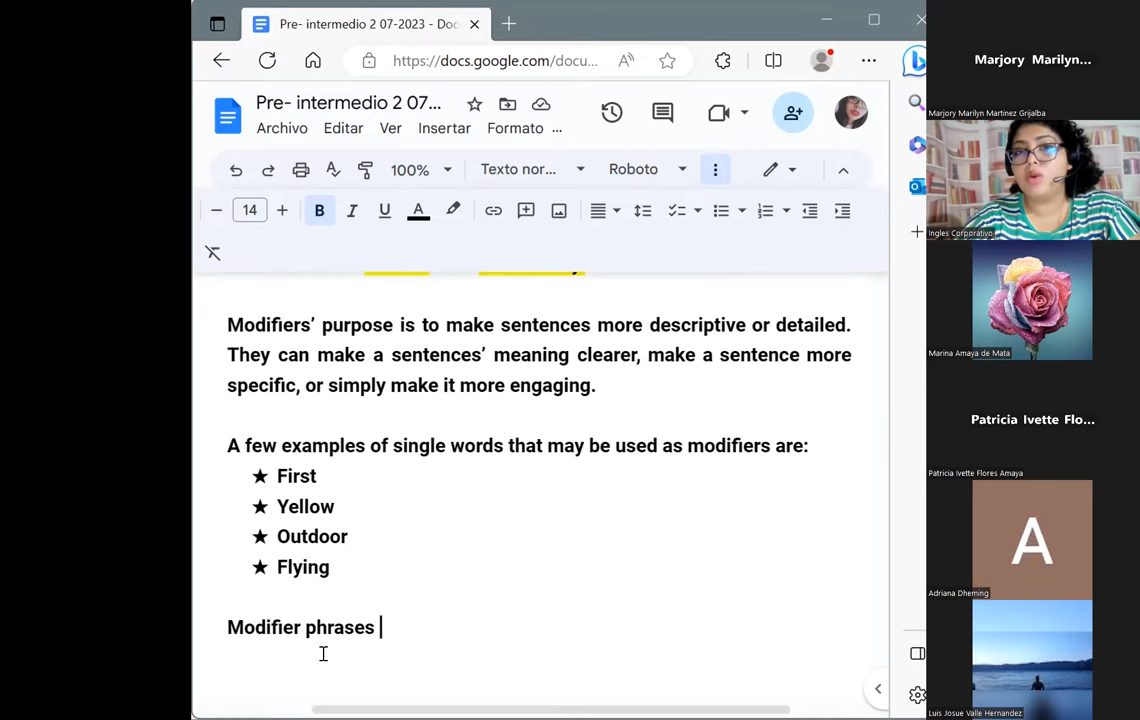 Pre- intermedio 2 07-2023 - Doc
https://docs.google.com/docu...
Pre- intermedio 2 07...
Archivo Editar Ver Insertar Formato ...
100% Texto nor... Roboto
14 B I U A
Modifiers’ purpose is to make sentences more descriptive or detailed.
They can make a sentences’ meaning clearer, make a sentence more
specific, or simply make it more engaging.
A few examples of single words that may be used as modifiers are:
★ First
★ Yellow
★ Outdoor
★ Flying
Modifier phrases
Marjory Marilyn...
Marjory Marilyn Martinez Grijalba
Ingles Corporativo
Marina Amaya de Mata
Patricia Ivette Flo...
Patricia Ivette Flores Amaya
A
Adriana Dheming
Luis Josue Valle Hernandez